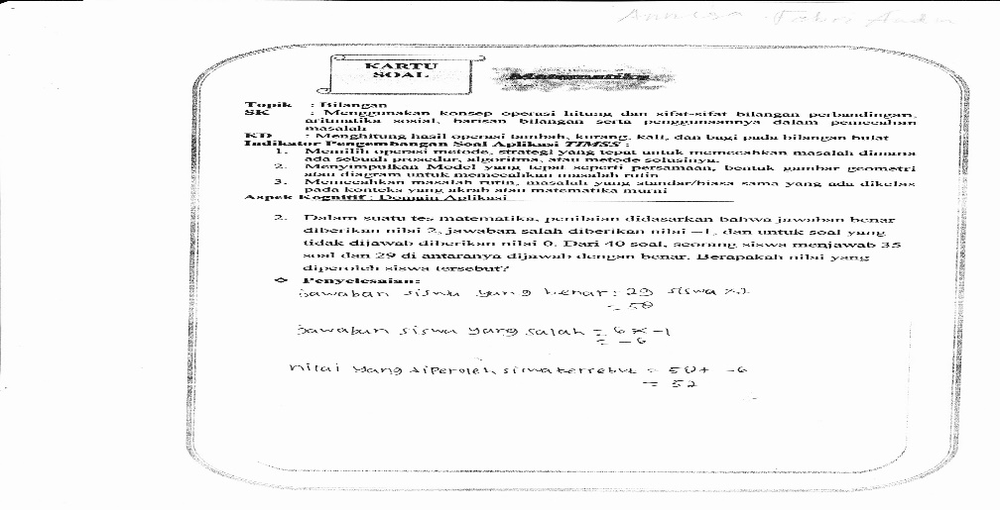 Annisa
KARTU
SOAL
Matematika
Topik : Bilangan
SK : Menggunakan konsep operasi hitung dan sifat-sifat bilangan perbandingan,
aritmatika sosial, barisan bilangan serta penggunaannya dalam pemecahan
masalah
KD : Menghitung hasil operasi tambah, kurang, kali, dan bagi pada bilangan bulat
Indikator Pengembangan Soal Aplikasi TIMSS :
1. Memilih operasi metode, strategi yang tepat untuk memecahkan masalah dimana
ada sebuah prosedur, algoritma, atau metode solusinya.
2. Menyimpulkan Model yang tepat seperti persamaan, bentuk gambar geometri
atau diagram untuk memecahkan masalah rutin
3. Memecahkan masalah rutin, masalah yang standar/biasa sama yang ada dikelas
pada konteks yang akrab atau matematika murni
Aspek Kognitif : Domain Aplikasi
2. Dalam suatu tes matematika, penilaian didasarkan bahwa jawaban benar
diberikan nilai 2, jawaban salah diberikan nilai −1, dan untuk soal yang
tidak dijawab diberikan nilai 0. Dari 40 soal, seorang siswa menjawab 35
soal dan 29 di antaranya dijawab dengan benar. Berapakah nilai yang
diperoleh siswa tersebut?
❖ Penyelesaian:
Jawaban siswa yang benar : 29 siswa x 2
= 58
Jawaban siswa yang salah = 6 x -1
= -6
nilai yang diperoleh siswa tersebut = 58 + -6
= 52